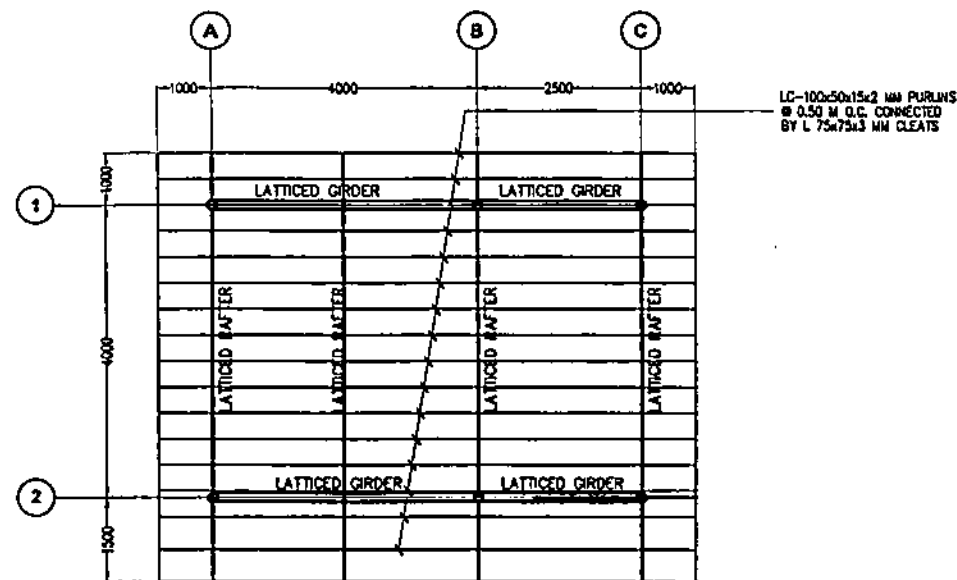 A B C
1000 4000 2500 1000
LC-100x50x15x2 MM PURLINS
@ 0.50 M O.C. CONNECTED
BY L 75x75x3 MM CLEATS
1000
LATTICED GIRDER LATTICED GIRDER
1
4000
LATTICED RAFTER
LATTICED RAFTER
LATTICED RAFTER
LATTICED RAFTER
LATTICED GIRDER LATTICED GIRDER
2
1500